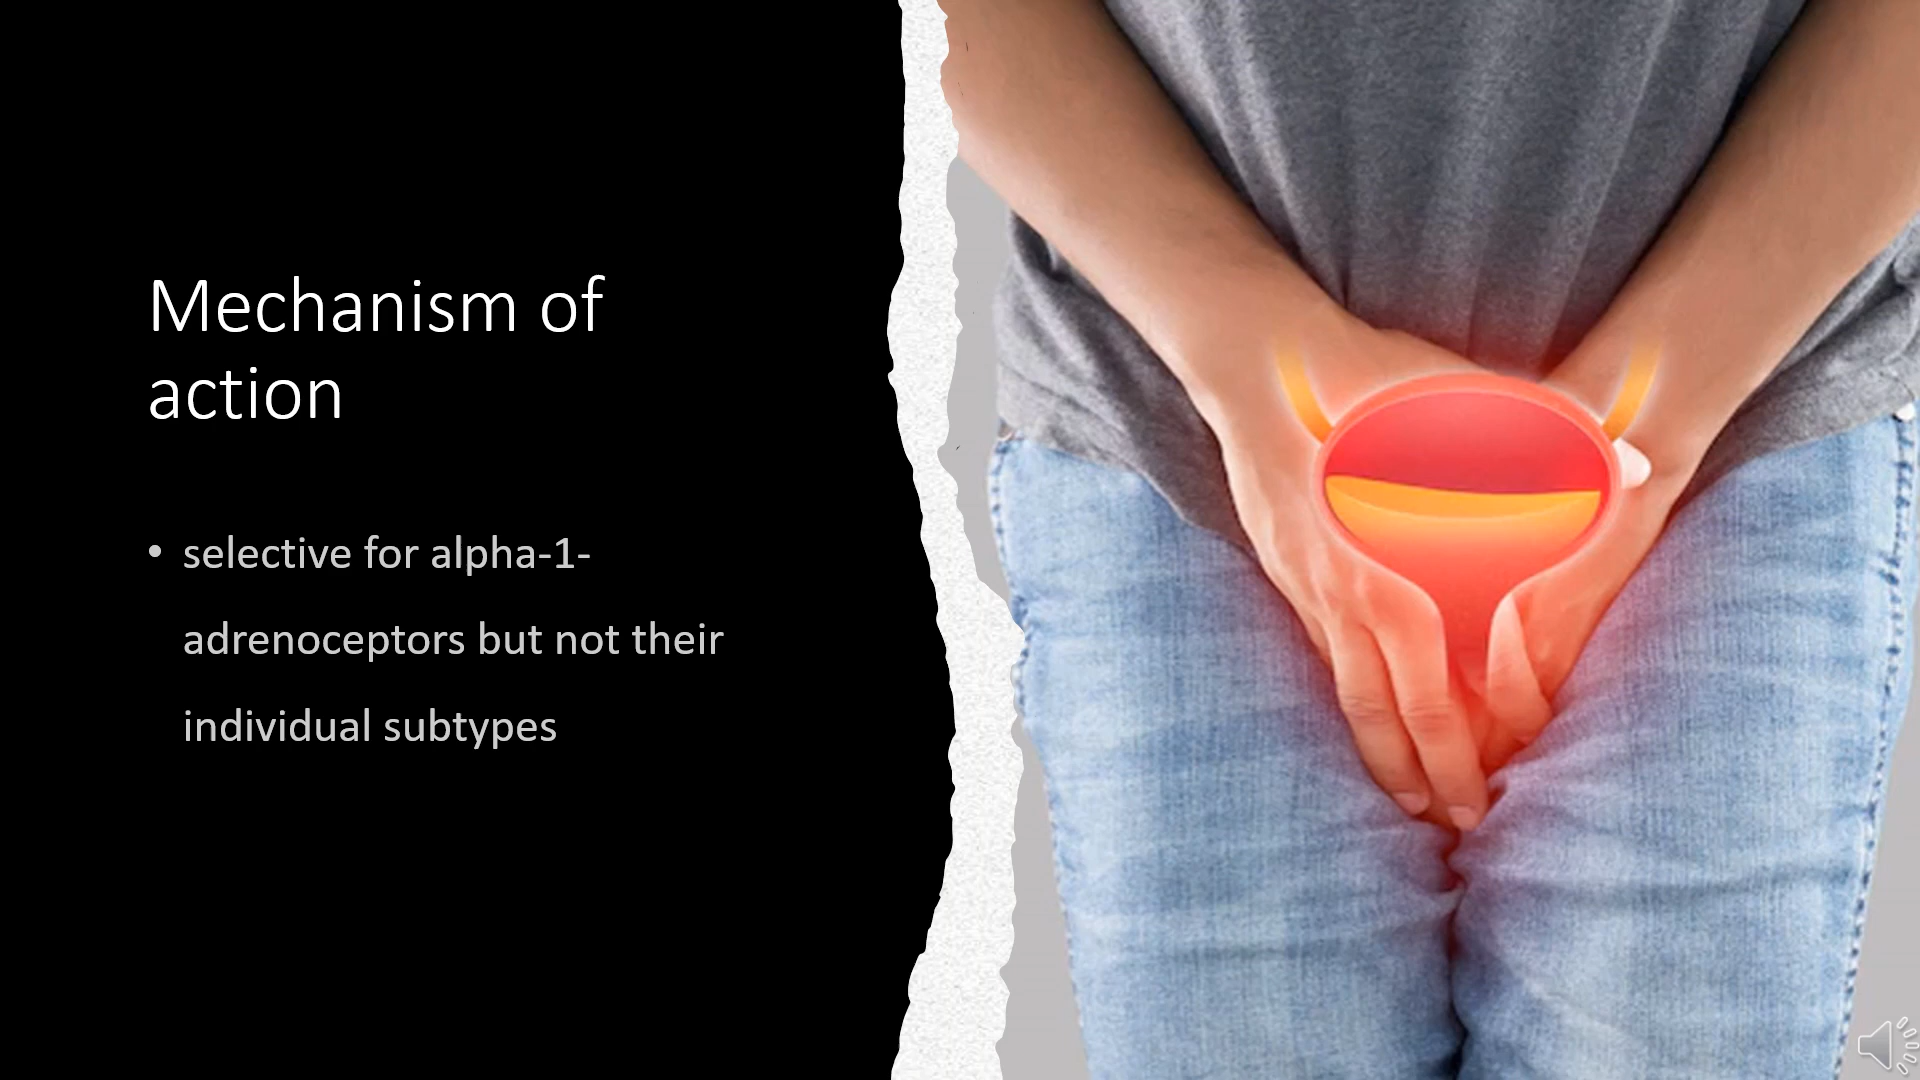 Mechanism of
action
• selective for alpha-1-
adrenoceptors but not their
individual subtypes